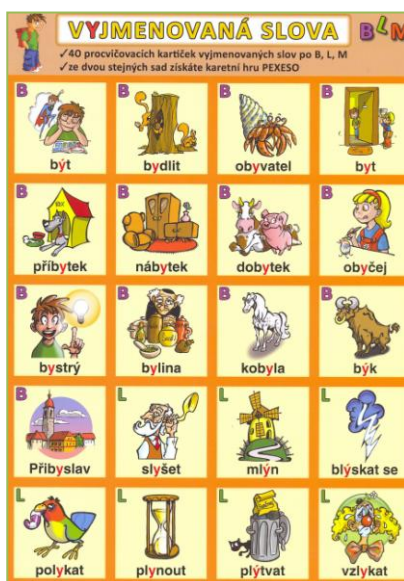 VYJMENOVANÁ SLOVA B L M
✓40 procvičovacích kartiček vyjmenovaných slov po B, L, M
✓ze dvou stejných sad získáte karetní hru PEXESO
B B B B
být bydlit obyvatel byt
B B B B
příbytek nábytek dobytek obyčej
B B B B
bystrý bylina kobyla býk
B L L L
Přibyslav slyšet mlýn blýskat se
L L L L
polykat plynout plýtvat vzlykat